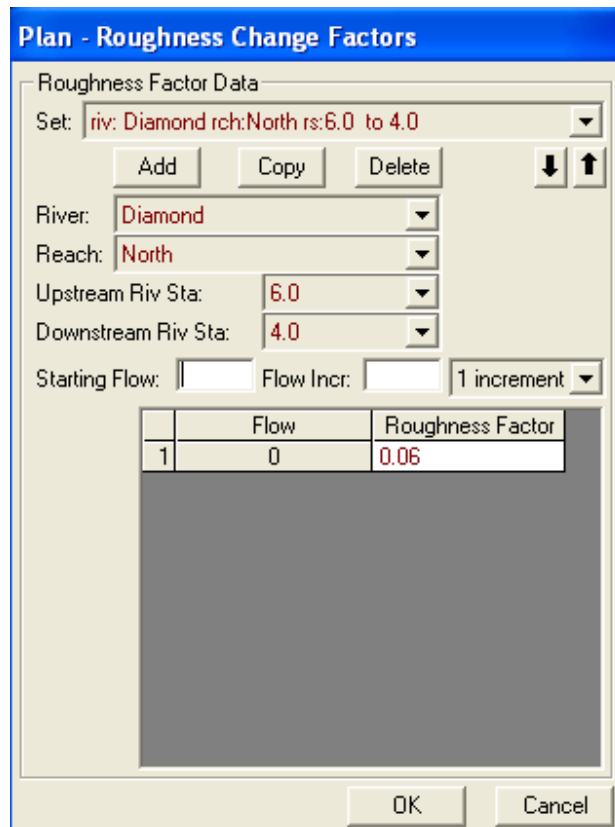 Plan - Roughness Change Factors
Roughness Factor Data
Set: riv: Diamond rch:North rs:6.0 to 4.0
Add Copy Delete
River: Diamond
Reach: North
Upstream Riv Sta: 6.0
Downstream Riv Sta: 4.0
Starting Flow: Flow Incr: 1 increment
Flow Roughness Factor
1 0 0.06
OK Cancel